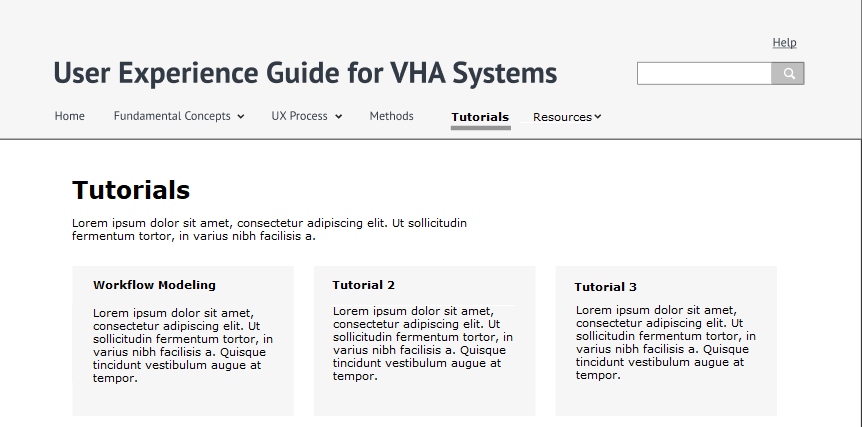 Help
User Experience Guide for VHA Systems
Home Fundamental Concepts UX Process Methods Tutorials Resources
Tutorials
Lorem ipsum dolor sit amet, consectetur adipiscing elit. Ut sollicitudin
fermentum tortor, in varius nibh facilisis a.
Workflow Modeling
Lorem ipsum dolor sit amet,
consectetur adipiscing elit. Ut
sollicitudin fermentum tortor, in
varius nibh facilisis a. Quisque
tincidunt vestibulum augue at
tempor.
Tutorial 2
Lorem ipsum dolor sit amet,
consectetur adipiscing elit. Ut
sollicitudin fermentum tortor, in
varius nibh facilisis a. Quisque
tincidunt vestibulum augue at
tempor.
Tutorial 3
Lorem ipsum dolor sit amet,
consectetur adipiscing elit. Ut
sollicitudin fermentum tortor, in
varius nibh facilisis a. Quisque
tincidunt vestibulum augue at
tempor.